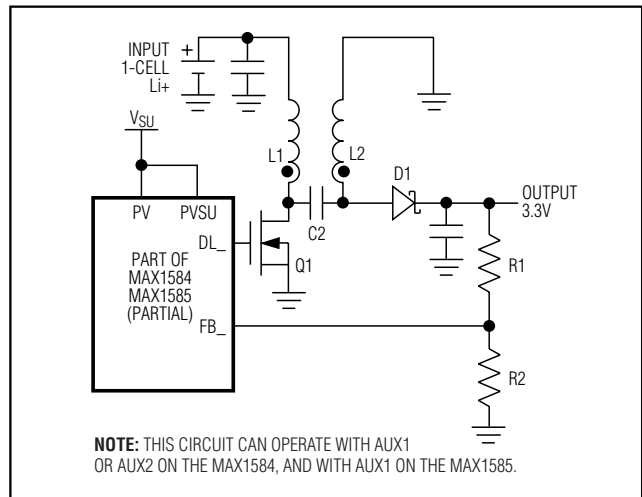 INPUT
1-CELL
Li+
+
VSU
L1
L2
D1
OUTPUT
3.3V
PV
PVSU
C2
DL_
Q1
R1
PART OF
MAX1584
MAX1585
(PARTIAL)
FB_
R2
NOTE: THIS CIRCUIT CAN OPERATE WITH AUX1
OR AUX2 ON THE MAX1584, AND WITH AUX1 ON THE MAX1585.